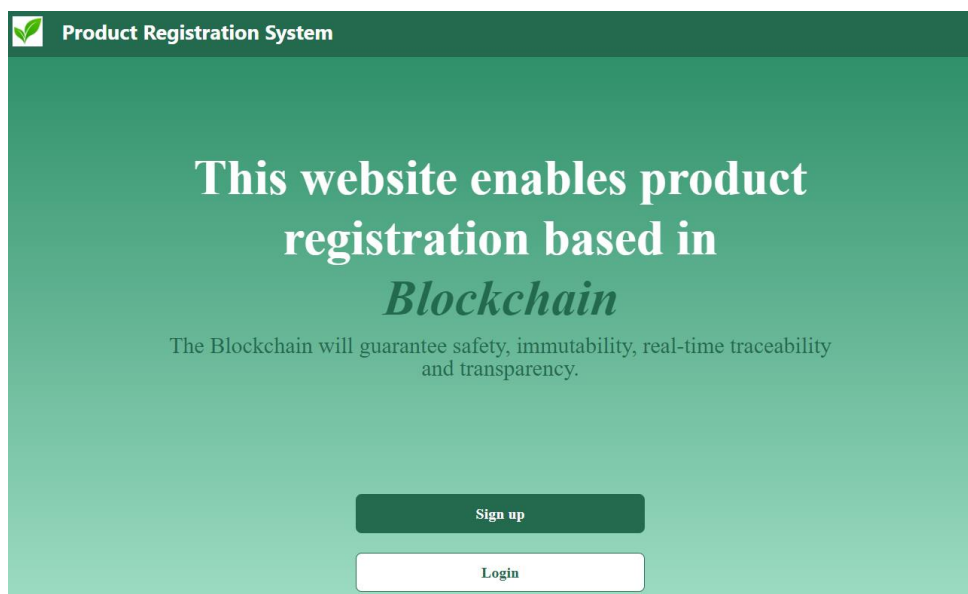 Product Registration System
This website enables product
registration based in
Blockchain
The Blockchain will guarantee safety, immutability, real-time traceability
and transparency.
Sign up
Login